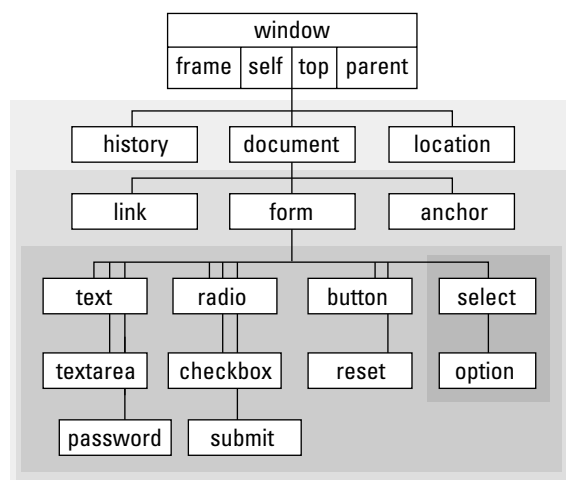 window
frame self top parent
history document location
link form anchor
text radio button select
textarea checkbox reset option
password submit